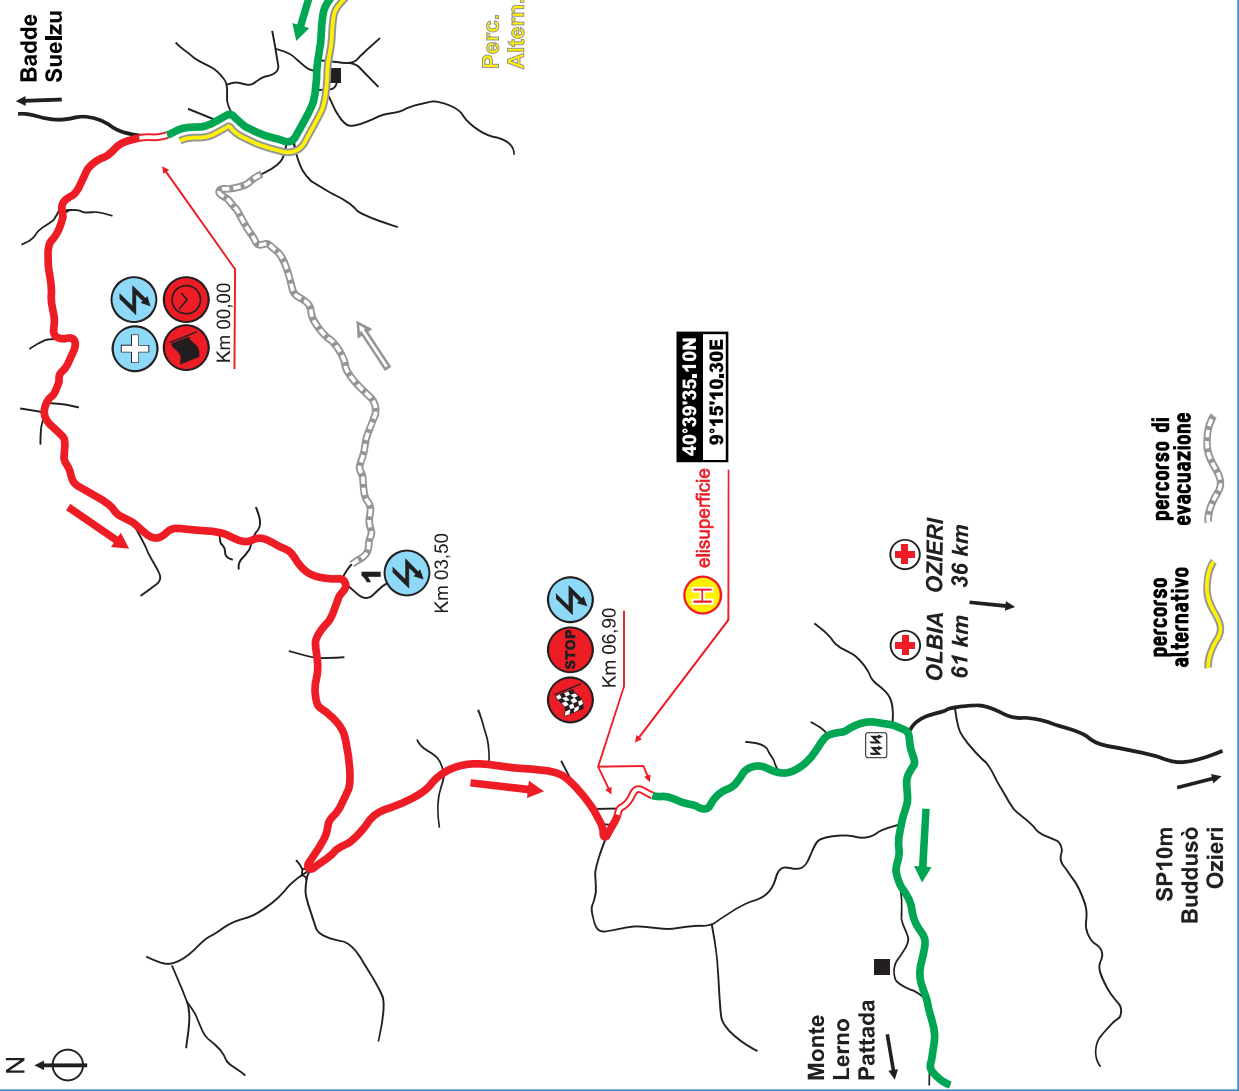 Badde
Suelzu
Perc.
Altern.
Km 00,00
40°39'35.10N
9°15'10.30E
H elisuperficie
1
Km 03,50
STOP
Km 06,90
OLBIA
61 km
OZIERI
36 km
percorso di
evacuazione
percorso
alternativo
SP10m
Buddusò
Ozieri
Monte
Lerno
Pattada
N